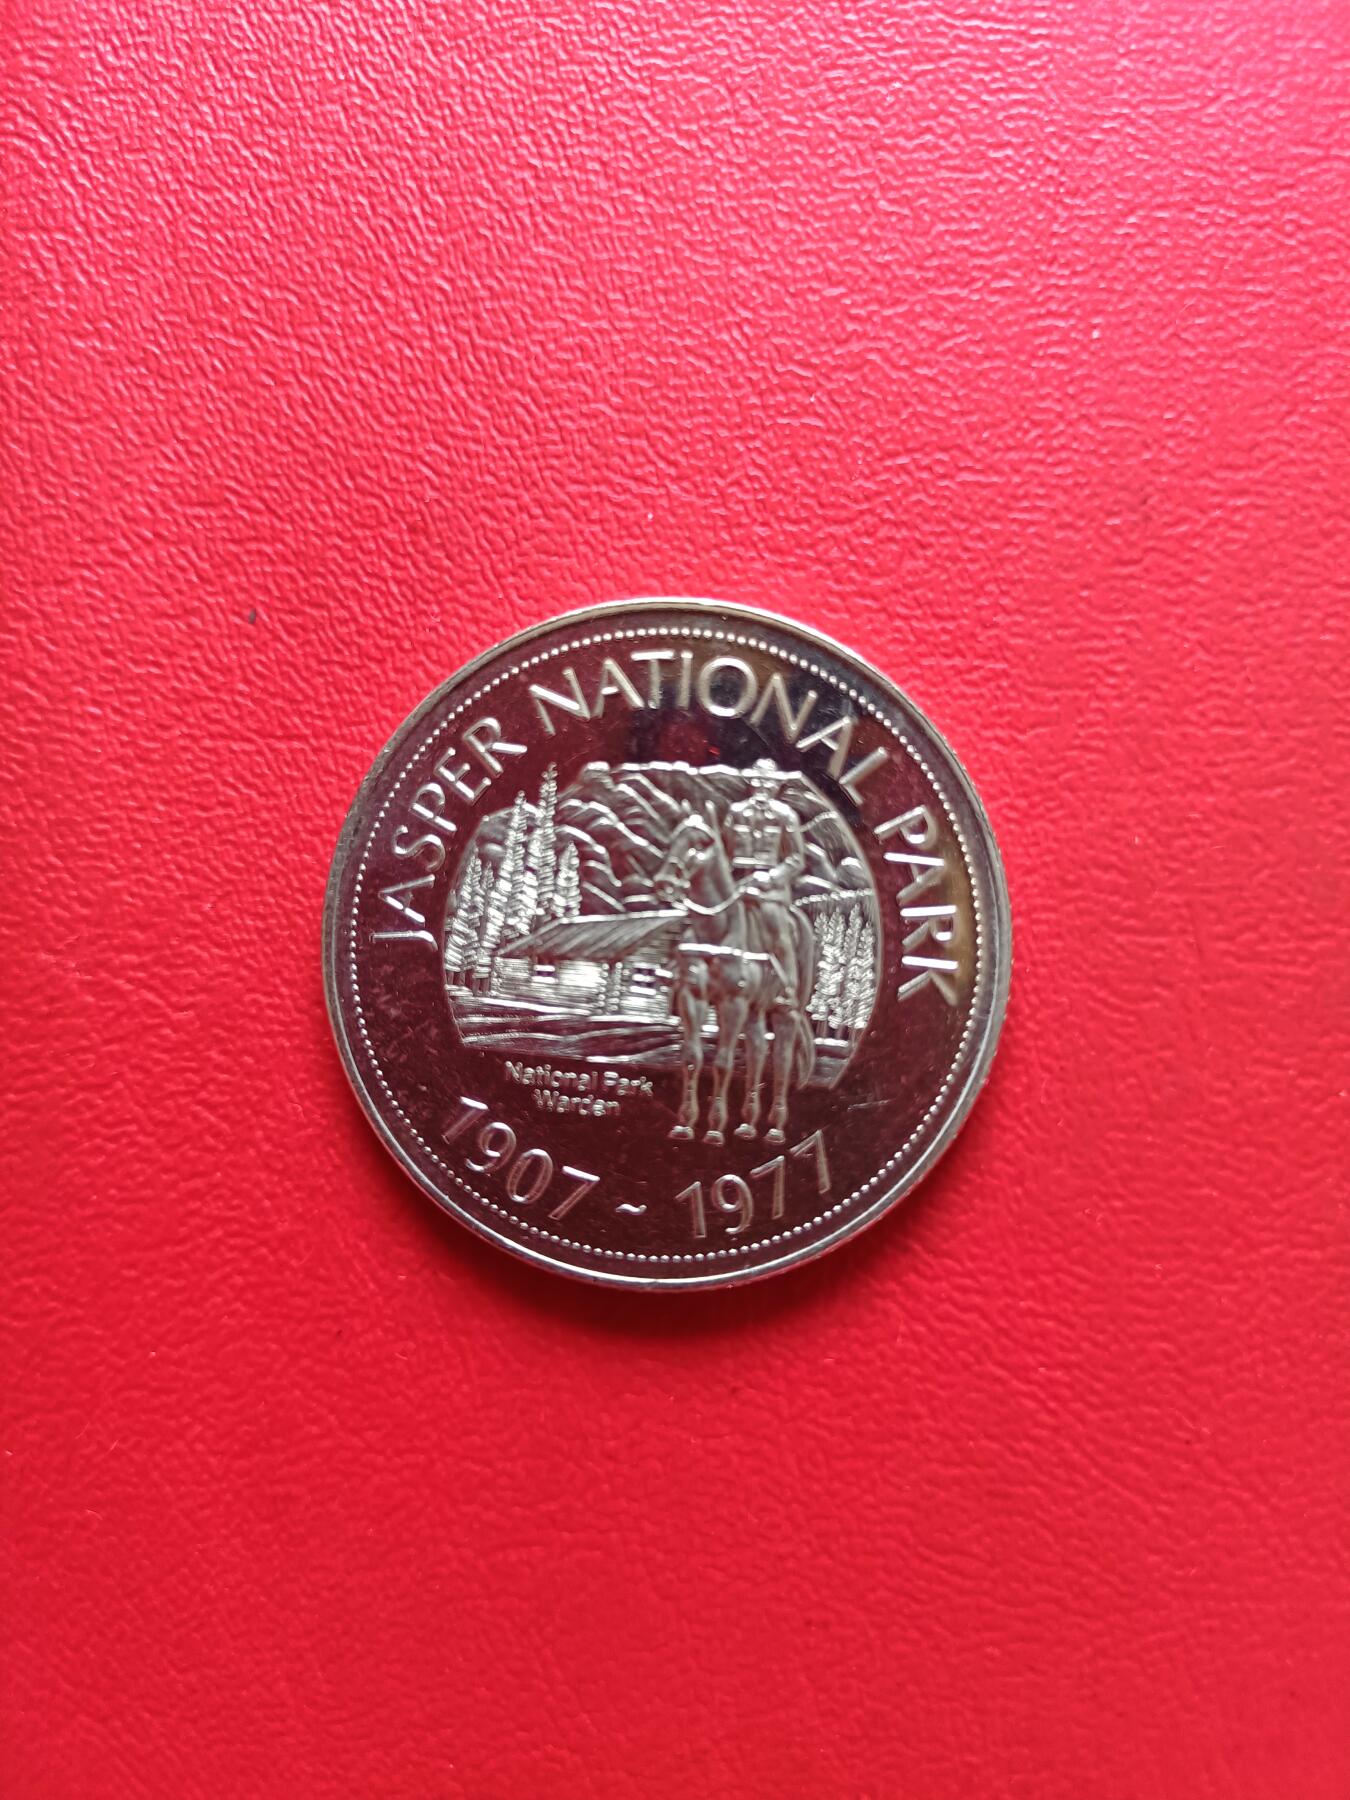 JASPER NATIONAL PARK
National Park
Warden
1907 ~ 1977